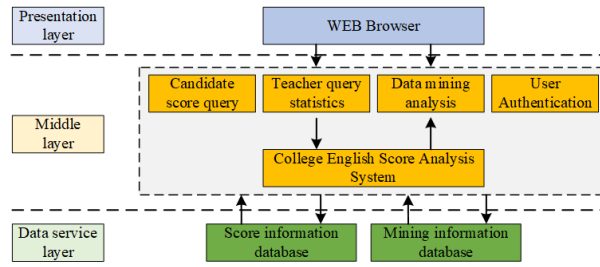 Presentation
layer
WEB Browser
Candidate
score query
Teacher query
statistics
Data mining
analysis
User
Authentication
Middle
layer
College English Score Analysis
System
Data service
layer
Score information
database
Mining information
database